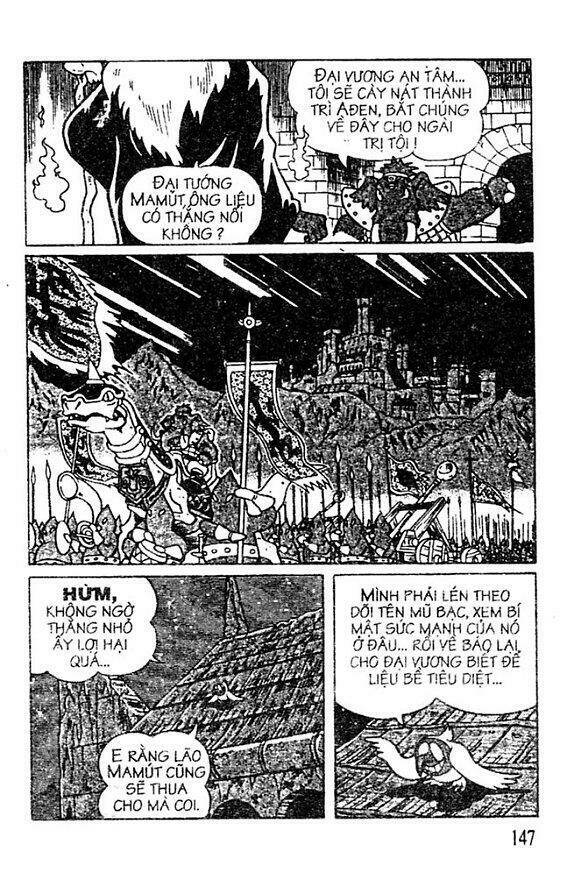 ĐẠI VƯƠNG AN TÂM...
TÔI SẼ CÀY NÁT THÀNH
TRÌ AĐEN, BẮT CHÚNG
VỀ ĐÂY CHO NGÀI
TRỊ TỘI !
ĐẠI TƯỚNG
MAMÚT, ÔNG LIỆU
CÓ THẮNG NỔI
KHÔNG ?
HỪM,
KHÔNG NGỜ
THẰNG NHỎ
ẤY LỢI HẠI
QUÁ...
E RẰNG LÃO
MAMÚT CŨNG
SẼ THUA
CHO MÀ COI.
MÌNH PHẢI LÉN THEO
DÕI TÊN MŨ BẠC, XEM BÍ
MẬT SỨC MẠNH CỦA NÓ
Ở ĐÂU... RỒI VỀ BÁO LẠI
CHO ĐẠI VƯƠNG BIẾT ĐỂ
LIỆU BỀ TIÊU DIỆT...
147